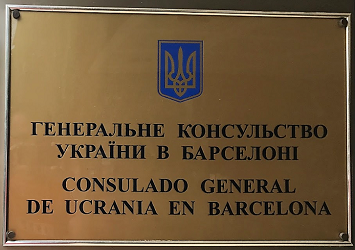 ГЕНЕРАЛЬНЕ КОНСУЛЬСТВО
УКРАЇНИ В БАРСЕЛОНІ
CONSULADO GENERAL
DE UCRANIA EN BARCELONA